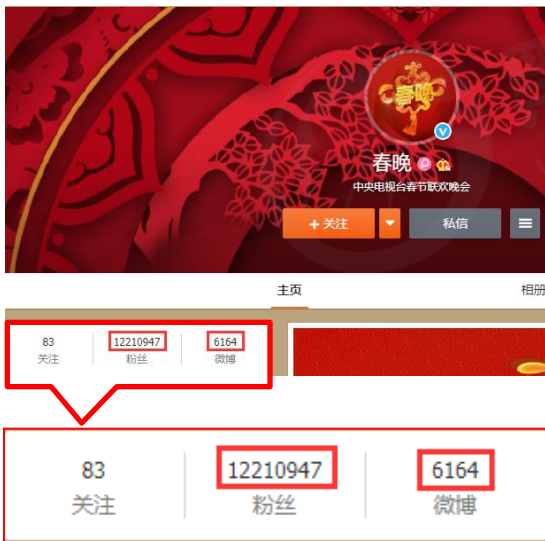 春晚
春晚
中央电视台春节联欢晚会
+关注
私信
主页
相册
83
12210947
6164
关注
粉丝
微博
83
12210947
6164
关注
粉丝
微博